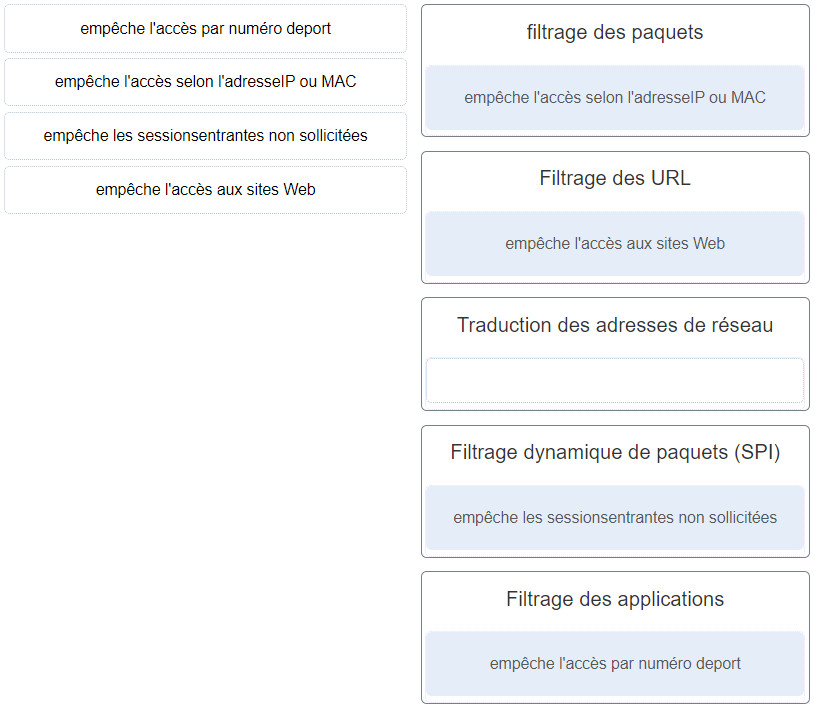 empêche l'accès par numéro deport
empêche l'accès selon l'adresseIP ou MAC
empêche les sessionsentrantes non sollicitées
empêche l'accès aux sites Web
filtrage des paquets
empêche l'accès selon l'adresseIP ou MAC
Filtrage des URL
empêche l'accès aux sites Web
Traduction des adresses de réseau
Filtrage dynamique de paquets (SPI)
empêche les sessionsentrantes non sollicitées
Filtrage des applications
empêche l'accès par numéro deport